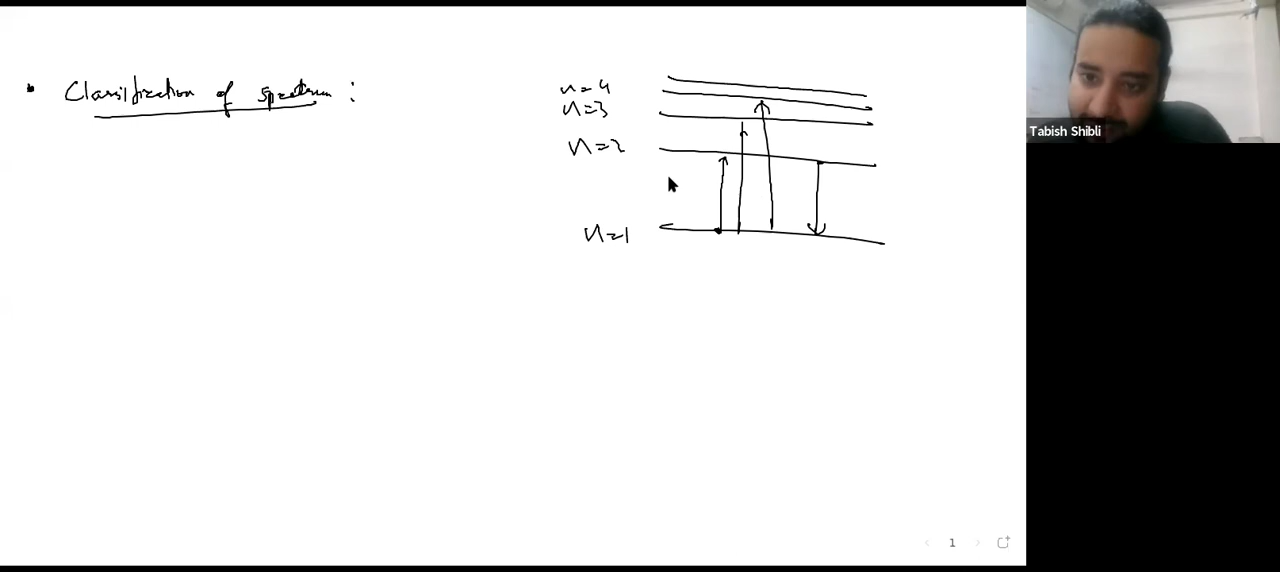 • Classification of Spectrum :
n=4
n=3
n=2
n=1
Tabish Shibli
1